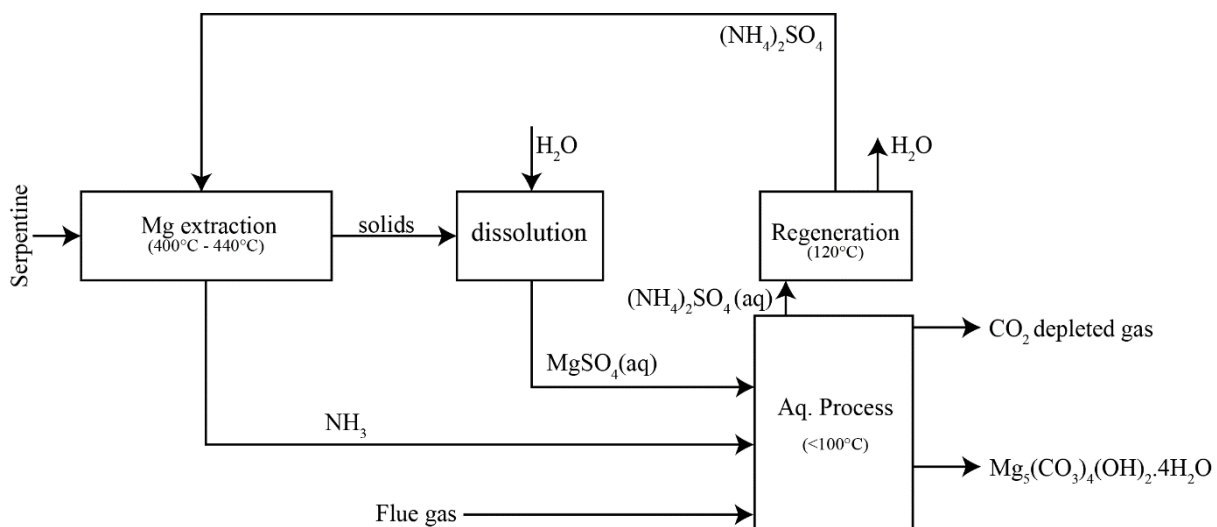 (NH₄)₂SO₄
H₂O
H₂O
Serpentine
Mg extraction
(400°C - 440°C)
solids
dissolution
Regeneration
(120°C)
(NH₄)₂SO₄ (aq)
CO₂ depleted gas
MgSO₄(aq)
Aq. Process
(<100°C)
NH₃
Mg₅(CO₃)₄(OH)₂.4H₂O
Flue gas